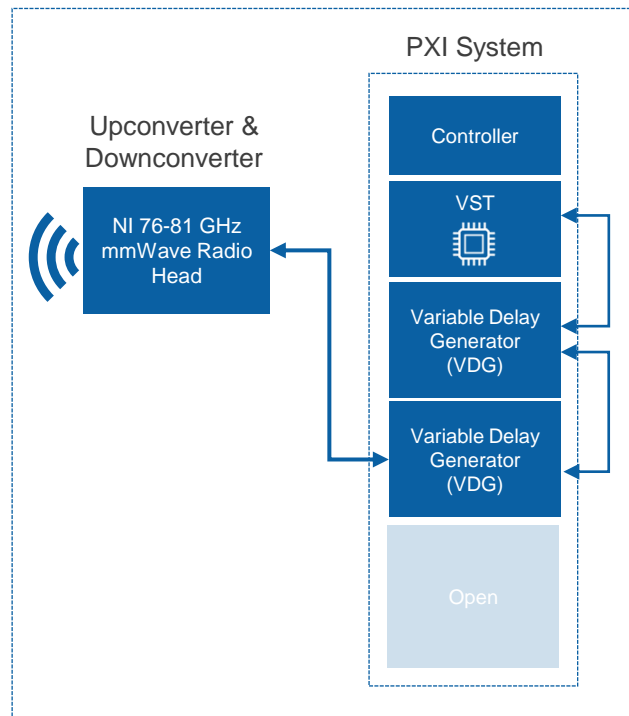 PXI System
Upconverter &
Downconverter
Controller
VST
NI 76-81 GHz
mmWave Radio
Head
Variable Delay
Generator
(VDG)
Variable Delay
Generator
(VDG)
Open